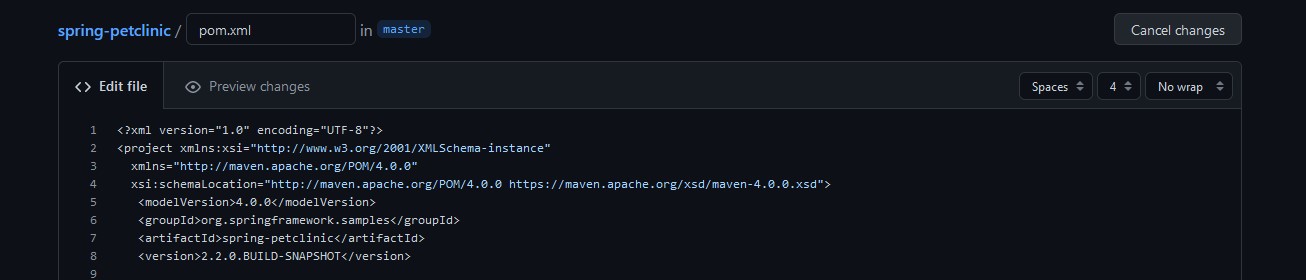 spring-petclinic / pom.xml in master Cancel changes
Edit file Preview changes Spaces 4 No wrap
1 <?xml version="1.0" encoding="UTF-8"?>
2 <project xmlns:xsi="http://www.w3.org/2001/XMLSchema-instance"
3 xmlns="http://maven.apache.org/POM/4.0.0"
4 xsi:schemaLocation="http://maven.apache.org/POM/4.0.0 https://maven.apache.org/xsd/maven-4.0.0.xsd">
5 <modelVersion>4.0.0</modelVersion>
6 <groupId>org.springframework.samples</groupId>
7 <artifactId>spring-petclinic</artifactId>
8 <version>2.2.0.BUILD-SNAPSHOT</version>
9